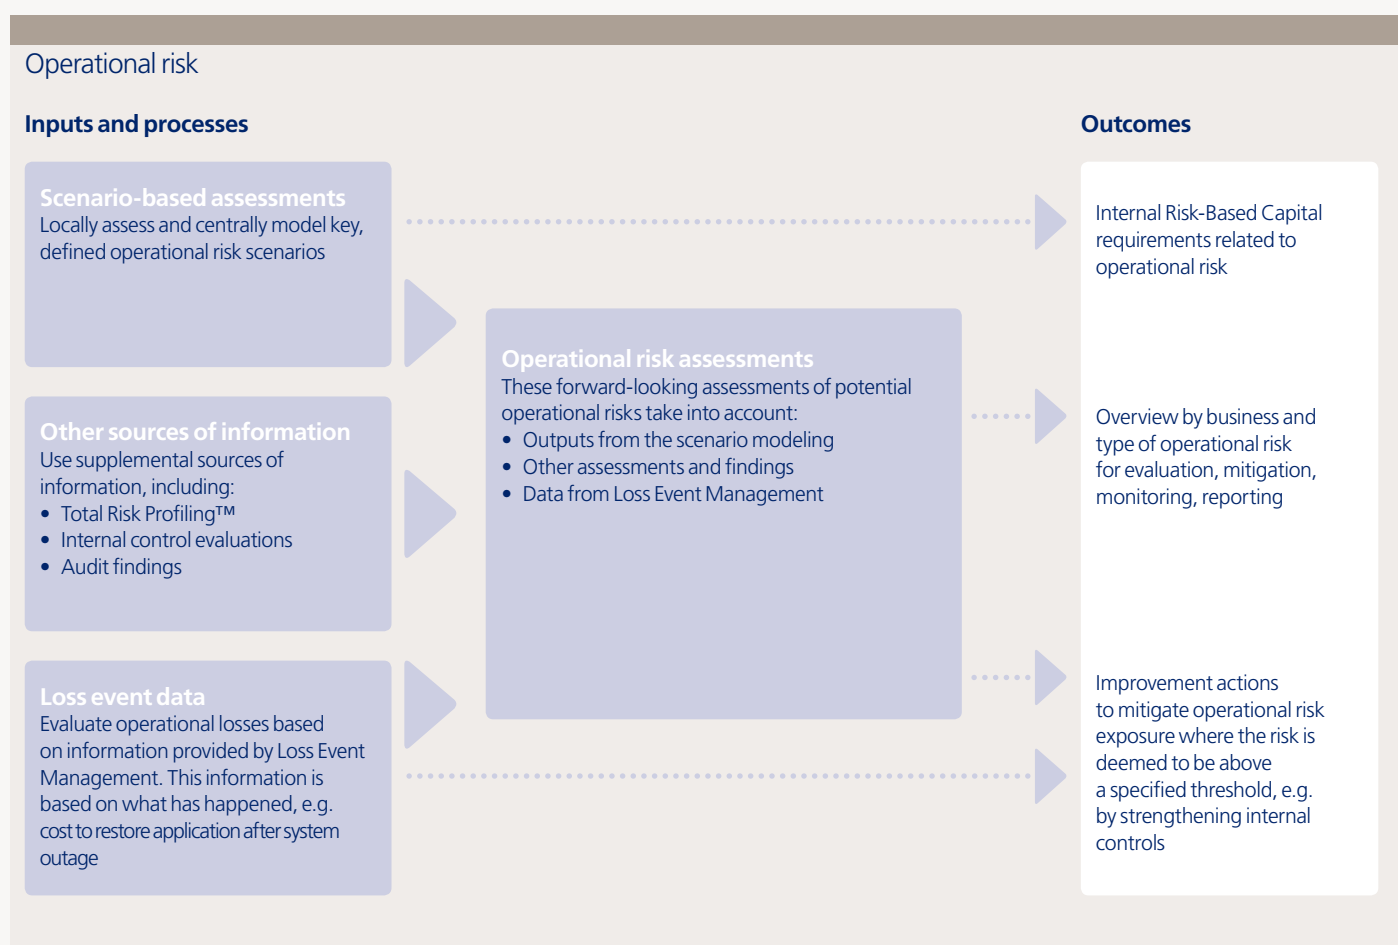 Operational risk
Inputs and processes
Outcomes
Scenario-based assessments
Locally assess and centrally model key,
defined operational risk scenarios
Other sources of information
Use supplemental sources of
information, including:
• Total Risk Profiling™
• Internal control evaluations
• Audit findings
Loss event data
Evaluate operational losses based
on information provided by Loss Event
Management. This information is
based on what has happened, e.g.
cost to restore application after system
outage
Operational risk assessments
These forward-looking assessments of potential
operational risks take into account:
• Outputs from the scenario modeling
• Other assessments and findings
• Data from Loss Event Management
Internal Risk-Based Capital
requirements related to
operational risk
Overview by business and
type of operational risk
for evaluation, mitigation,
monitoring, reporting
Improvement actions
to mitigate operational risk
exposure where the risk is
deemed to be above
a specified threshold, e.g.
by strengthening internal
controls